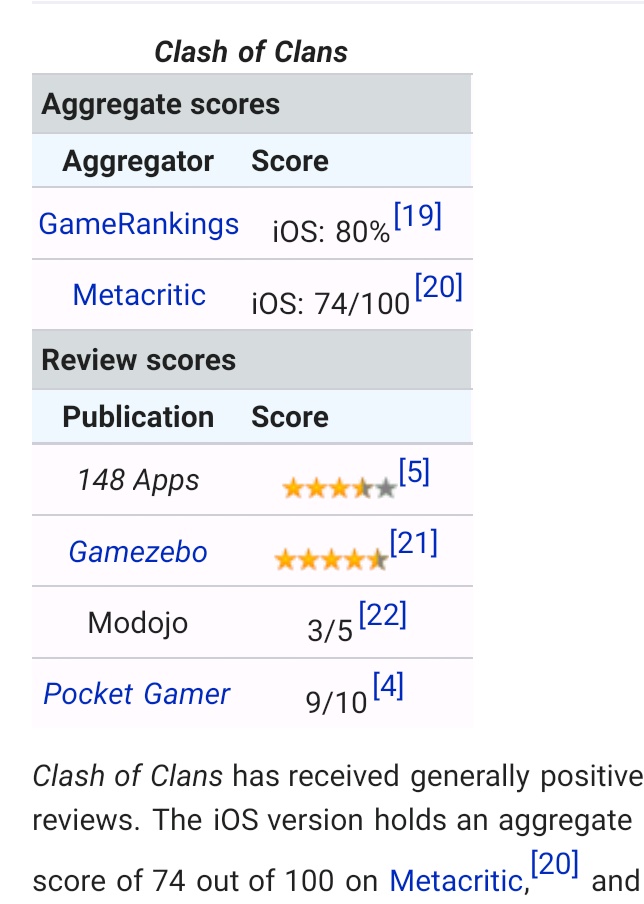 Clash of Clans
Aggregate scores
Aggregator Score
GameRankings iOS: 80%[19]
Metacritic iOS: 74/100[20]
Review scores
Publication Score
148 Apps [5]
Gamezebo [21]
Modojo 3/5[22]
Pocket Gamer 9/10[4]
Clash of Clans has received generally positive
reviews. The iOS version holds an aggregate
score of 74 out of 100 on Metacritic,[20] and